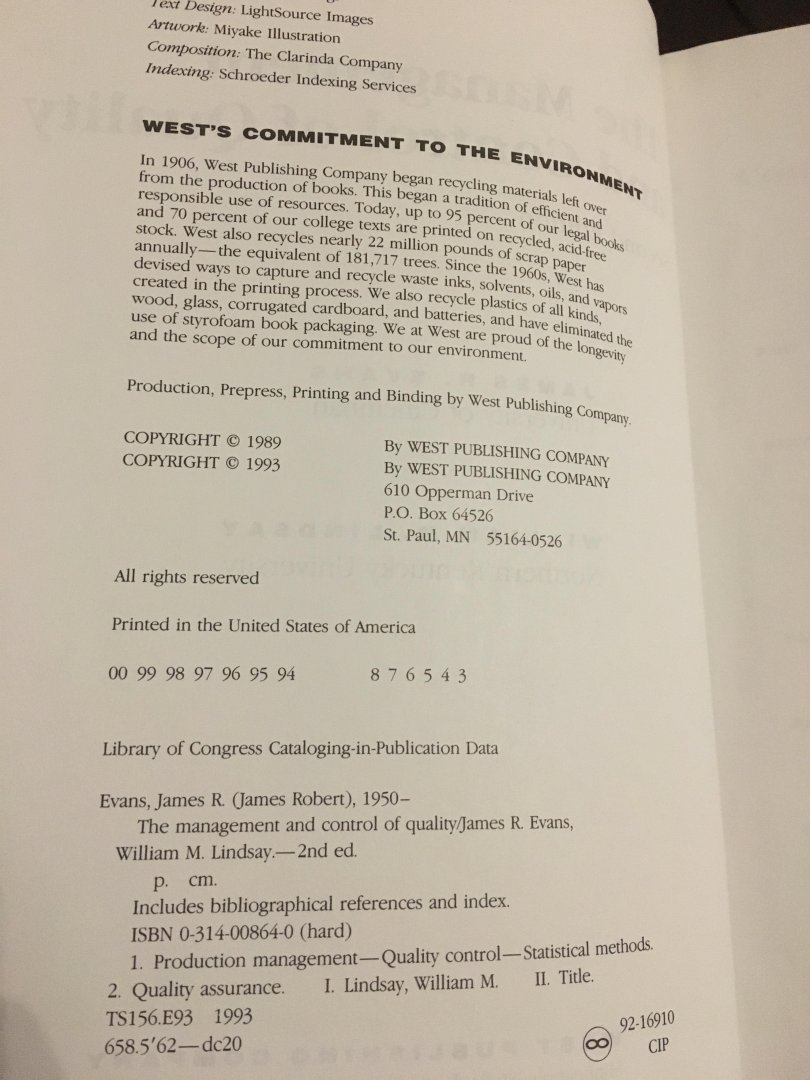 Text Design: LightSource Images
Artwork: Miyake Illustration
Composition: The Clarinda Company
Indexing: Schroeder Indexing Services
WEST'S COMMITMENT TO THE ENVIRONMENT
In 1906, West Publishing Company began recycling materials left over
from the production of books. This began a tradition of efficient and
responsible use of resources. Today, up to 95 percent of our legal books
and 70 percent of our college texts are printed on recycled, acid-free
stock. West also recycles nearly 22 million pounds of scrap paper
annually—the equivalent of 181,717 trees. Since the 1960s, West has
devised ways to capture and recycle waste inks, solvents, oils, and vapors
created in the printing process. We also recycle plastics of all kinds,
wood, glass, corrugated cardboard, and batteries, and have eliminated the
use of styrofoam book packaging. We at West are proud of the longevity
and the scope of our commitment to our environment.
Production, Prepress, Printing and Binding by West Publishing Company.
COPYRIGHT © 1989 By WEST PUBLISHING COMPANY
COPYRIGHT © 1993 By WEST PUBLISHING COMPANY
610 Opperman Drive
P.O. Box 64526
St. Paul, MN 55164-0526
All rights reserved
Printed in the United States of America
00 99 98 97 96 95 94 8 7 6 5 4 3
Library of Congress Cataloging-in-Publication Data
Evans, James R. (James Robert), 1950–
The management and control of quality/James R. Evans,
William M. Lindsay.—2nd ed.
p. cm.
Includes bibliographical references and index.
ISBN 0-314-00864-0 (hard)
1. Production management—Quality control—Statistical methods.
2. Quality assurance. I. Lindsay, William M. II. Title.
TS156.E93 1993
658.5'62—dc20
92-16910
CIP